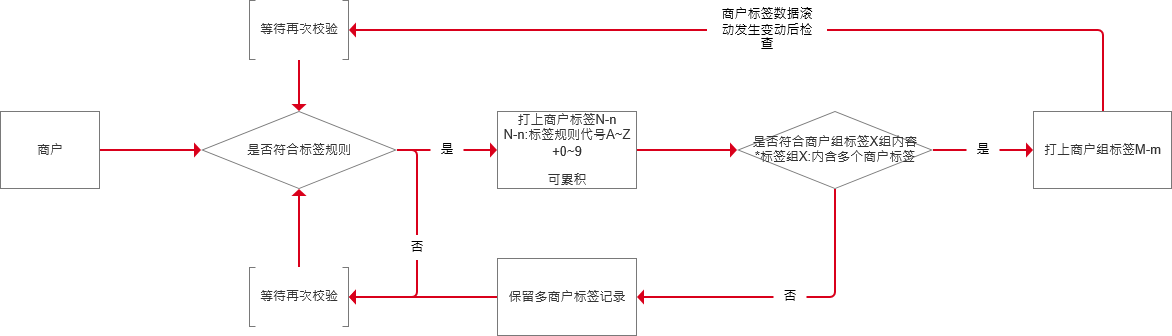 等待再次校验
商户标签数据滚
动发生变动后检
查
商户
是否符合标签规则
是
打上商户标签N-n
N-n:标签规则代号A~Z
+0~9
可累积
是否符合商户组标签X组内容
*标签组X:内含多个商户标签
是
打上商户组标签M-m
否
等待再次校验
保留多商户标签记录
否